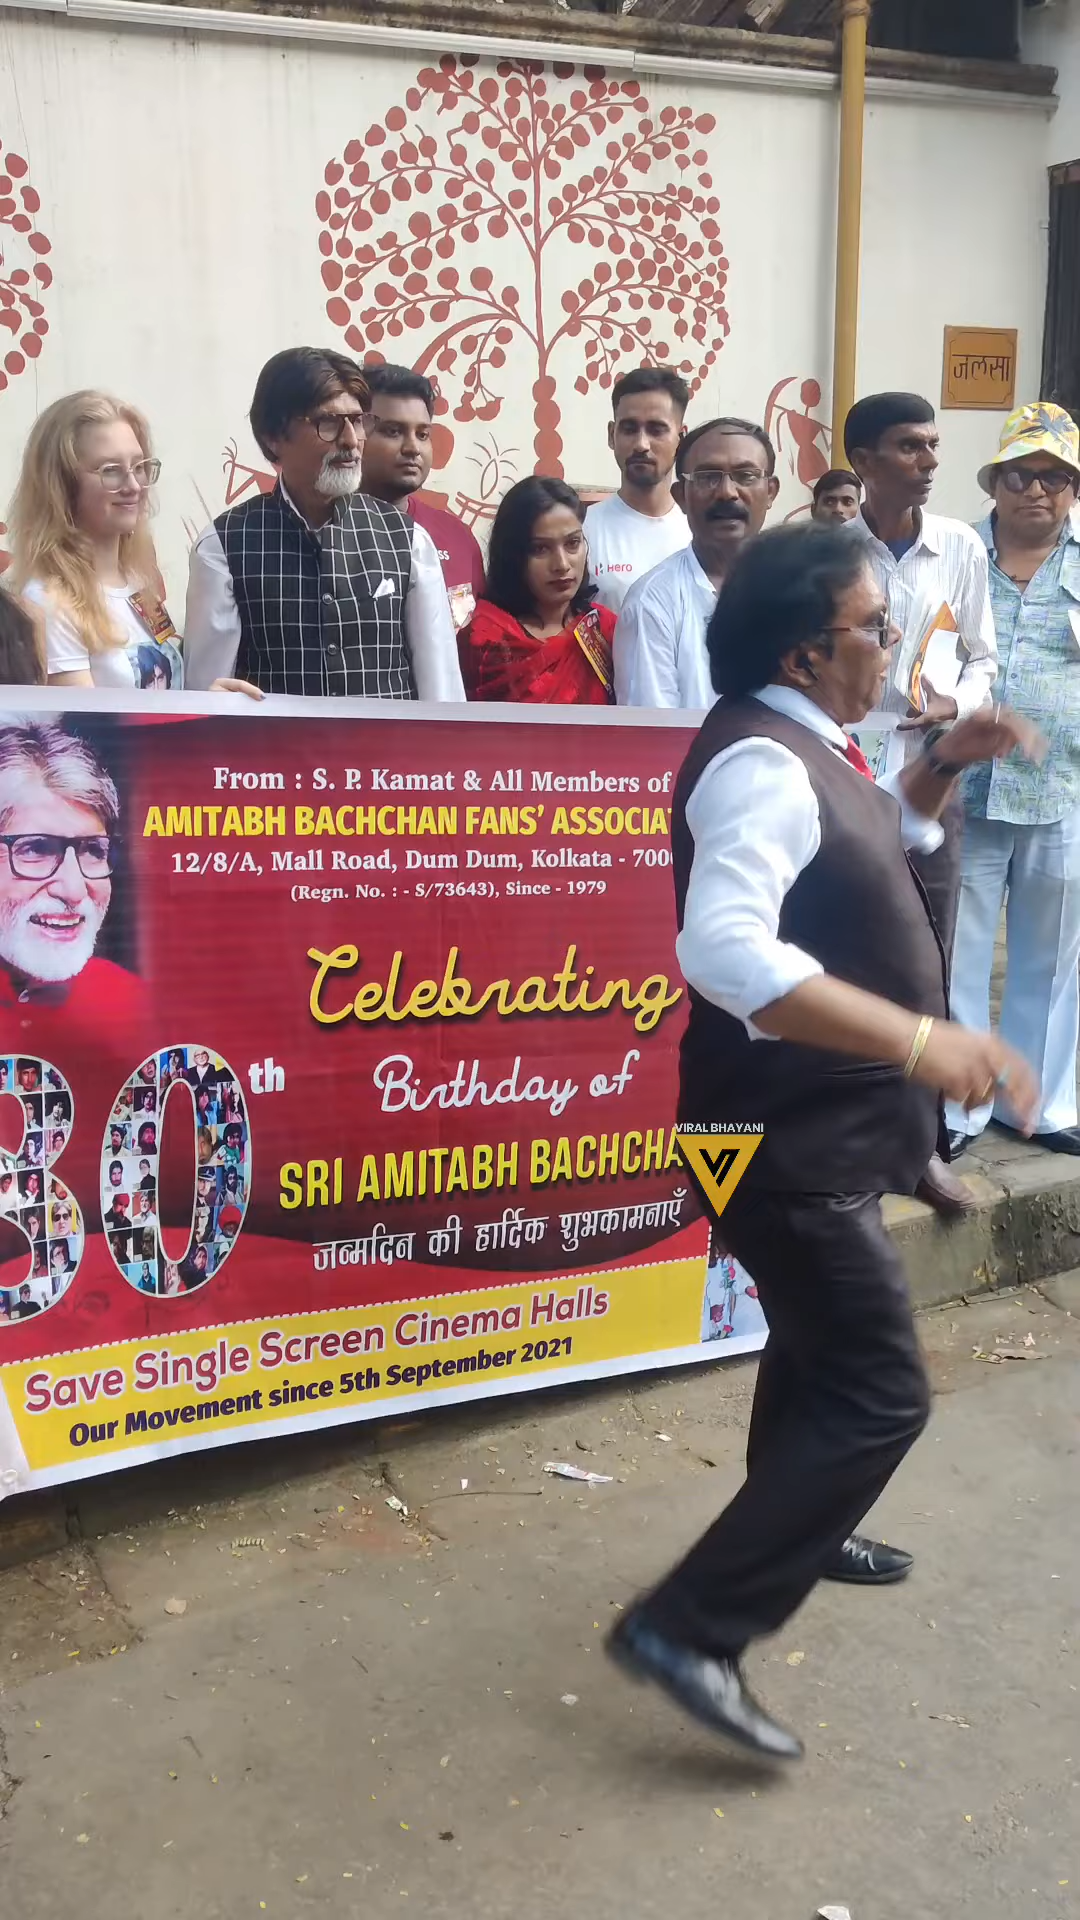 जलसा
Hero
From : S. P. Kamat & All Members of
AMITABH BACHCHAN FANS' ASSOCIAT
12/8/A, Mall Road, Dum Dum, Kolkata - 700
(Regn. No. : - S/73643), Since - 1979
Celebrating
80th
Birthday of
SRI AMITABH BACHCHA
VIRAL BHAYANI
जन्मदिन की हार्दिक शुभकामनाएँ
Save Single Screen Cinema Halls
Our Movement since 5th September 2021